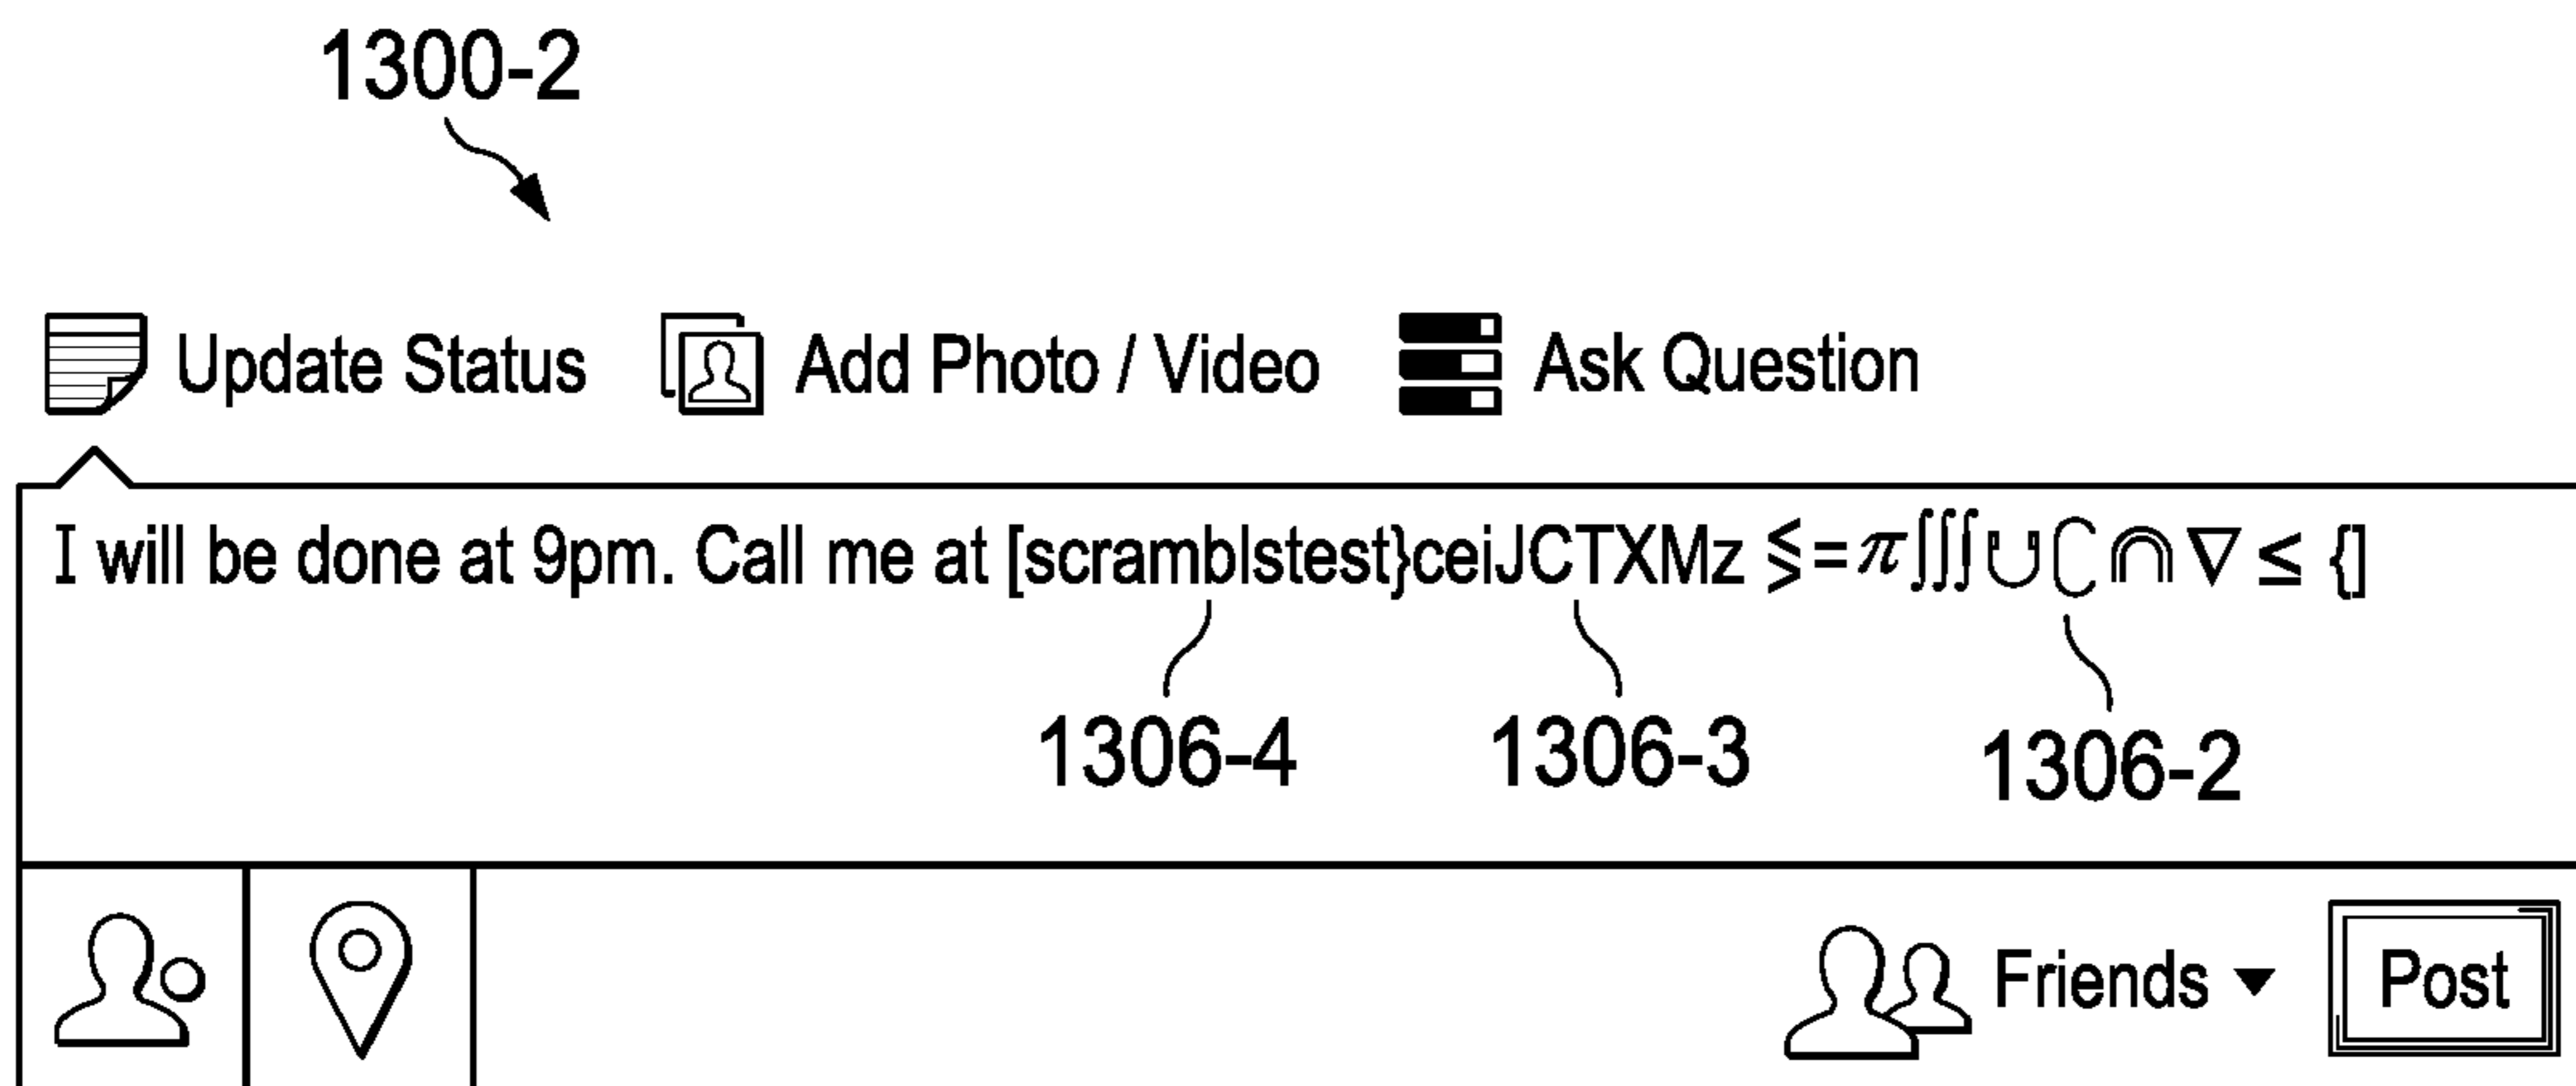 1300-2
Update Status Add Photo / Video Ask Question
I will be done at 9pm. Call me at [scramblstest}ceiJCTXMz ⋚=π∭⊌∁⋒∇≤ {]
1306-4 1306-3 1306-2
Friends ▼ Post